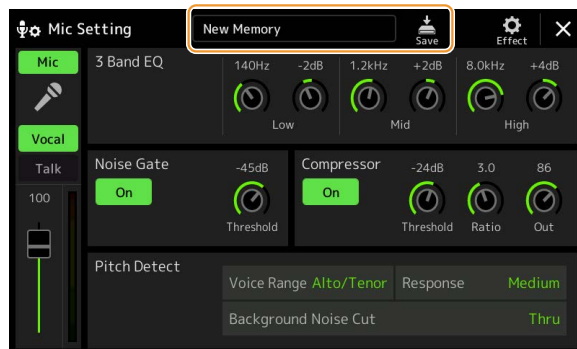 Mic Setting
New Memory
Save
Effect
Mic
Vocal
Talk
100
3 Band EQ
140Hz -2dB 1.2kHz +2dB 8.0kHz +4dB
Low Mid High
Noise Gate
On
-45dB
Threshold
Compressor
On
-24dB 3.0 86
Threshold Ratio Out
Pitch Detect
Voice Range Alto/Tenor Response Medium
Background Noise Cut Thru